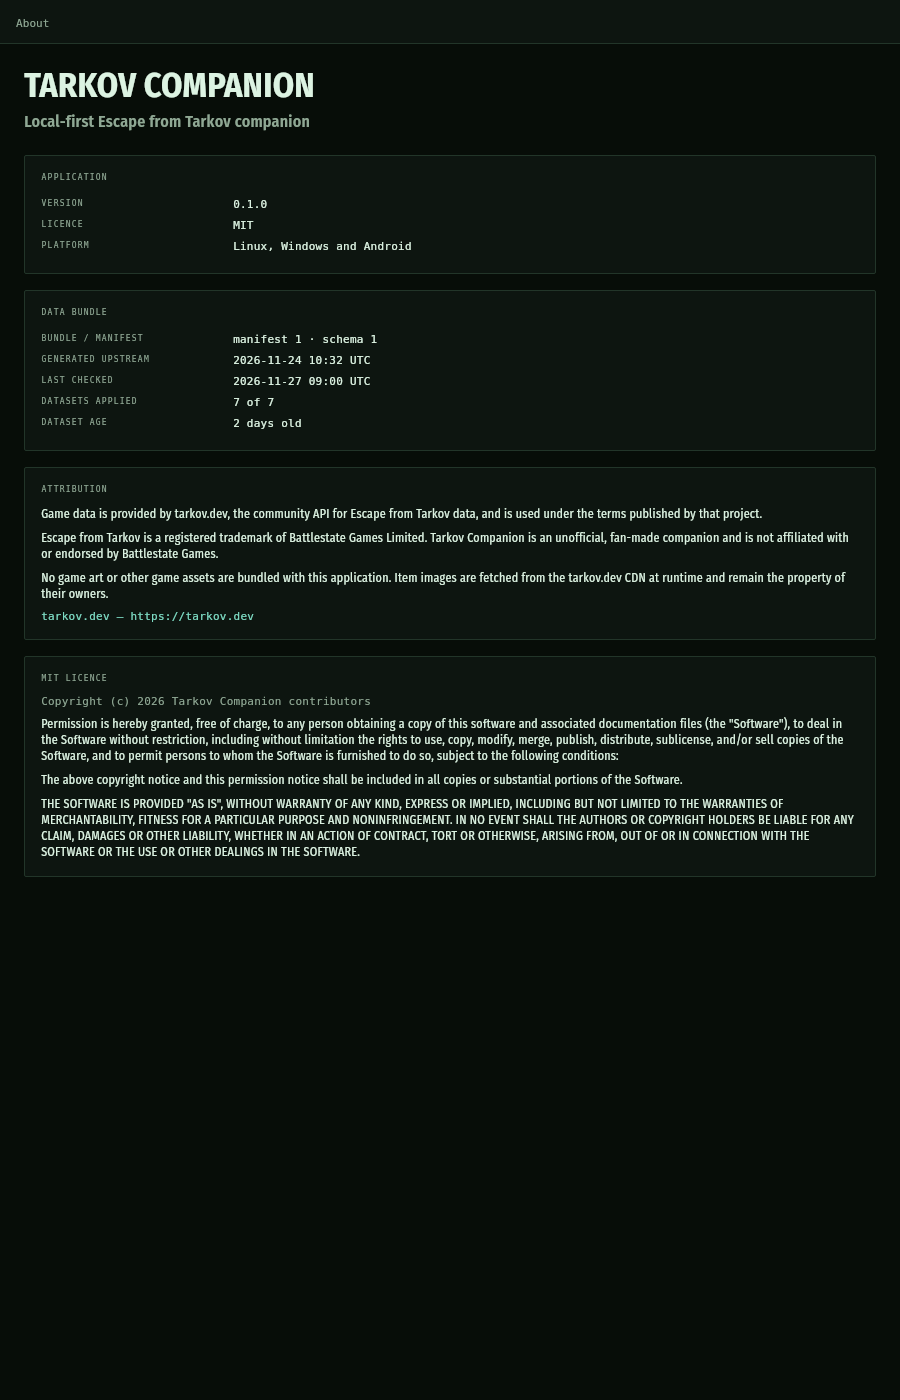 About
TARKOV COMPANION
Local-first Escape from Tarkov companion
APPLICATION
VERSION 0.1.0
LICENCE MIT
PLATFORM Linux, Windows and Android
DATA BUNDLE
BUNDLE / MANIFEST manifest 1 · schema 1
GENERATED UPSTREAM 2026-11-24 10:32 UTC
LAST CHECKED 2026-11-27 09:00 UTC
DATASETS APPLIED 7 of 7
DATASET AGE 2 days old
ATTRIBUTION
Game data is provided by tarkov.dev, the community API for Escape from Tarkov data, and is used under the terms published by that project.
Escape from Tarkov is a registered trademark of Battlestate Games Limited. Tarkov Companion is an unofficial, fan-made companion and is not affiliated with
or endorsed by Battlestate Games.
No game art or other game assets are bundled with this application. Item images are fetched from the tarkov.dev CDN at runtime and remain the property of
their owners.
tarkov.dev — https://tarkov.dev
MIT LICENCE
Copyright (c) 2026 Tarkov Companion contributors
Permission is hereby granted, free of charge, to any person obtaining a copy of this software and associated documentation files (the "Software"), to deal in
the Software without restriction, including without limitation the rights to use, copy, modify, merge, publish, distribute, sublicense, and/or sell copies of the
Software, and to permit persons to whom the Software is furnished to do so, subject to the following conditions:
The above copyright notice and this permission notice shall be included in all copies or substantial portions of the Software.
THE SOFTWARE IS PROVIDED "AS IS", WITHOUT WARRANTY OF ANY KIND, EXPRESS OR IMPLIED, INCLUDING BUT NOT LIMITED TO THE WARRANTIES OF
MERCHANTABILITY, FITNESS FOR A PARTICULAR PURPOSE AND NONINFRINGEMENT. IN NO EVENT SHALL THE AUTHORS OR COPYRIGHT HOLDERS BE LIABLE FOR ANY
CLAIM, DAMAGES OR OTHER LIABILITY, WHETHER IN AN ACTION OF CONTRACT, TORT OR OTHERWISE, ARISING FROM, OUT OF OR IN CONNECTION WITH THE
SOFTWARE OR THE USE OR OTHER DEALINGS IN THE SOFTWARE.